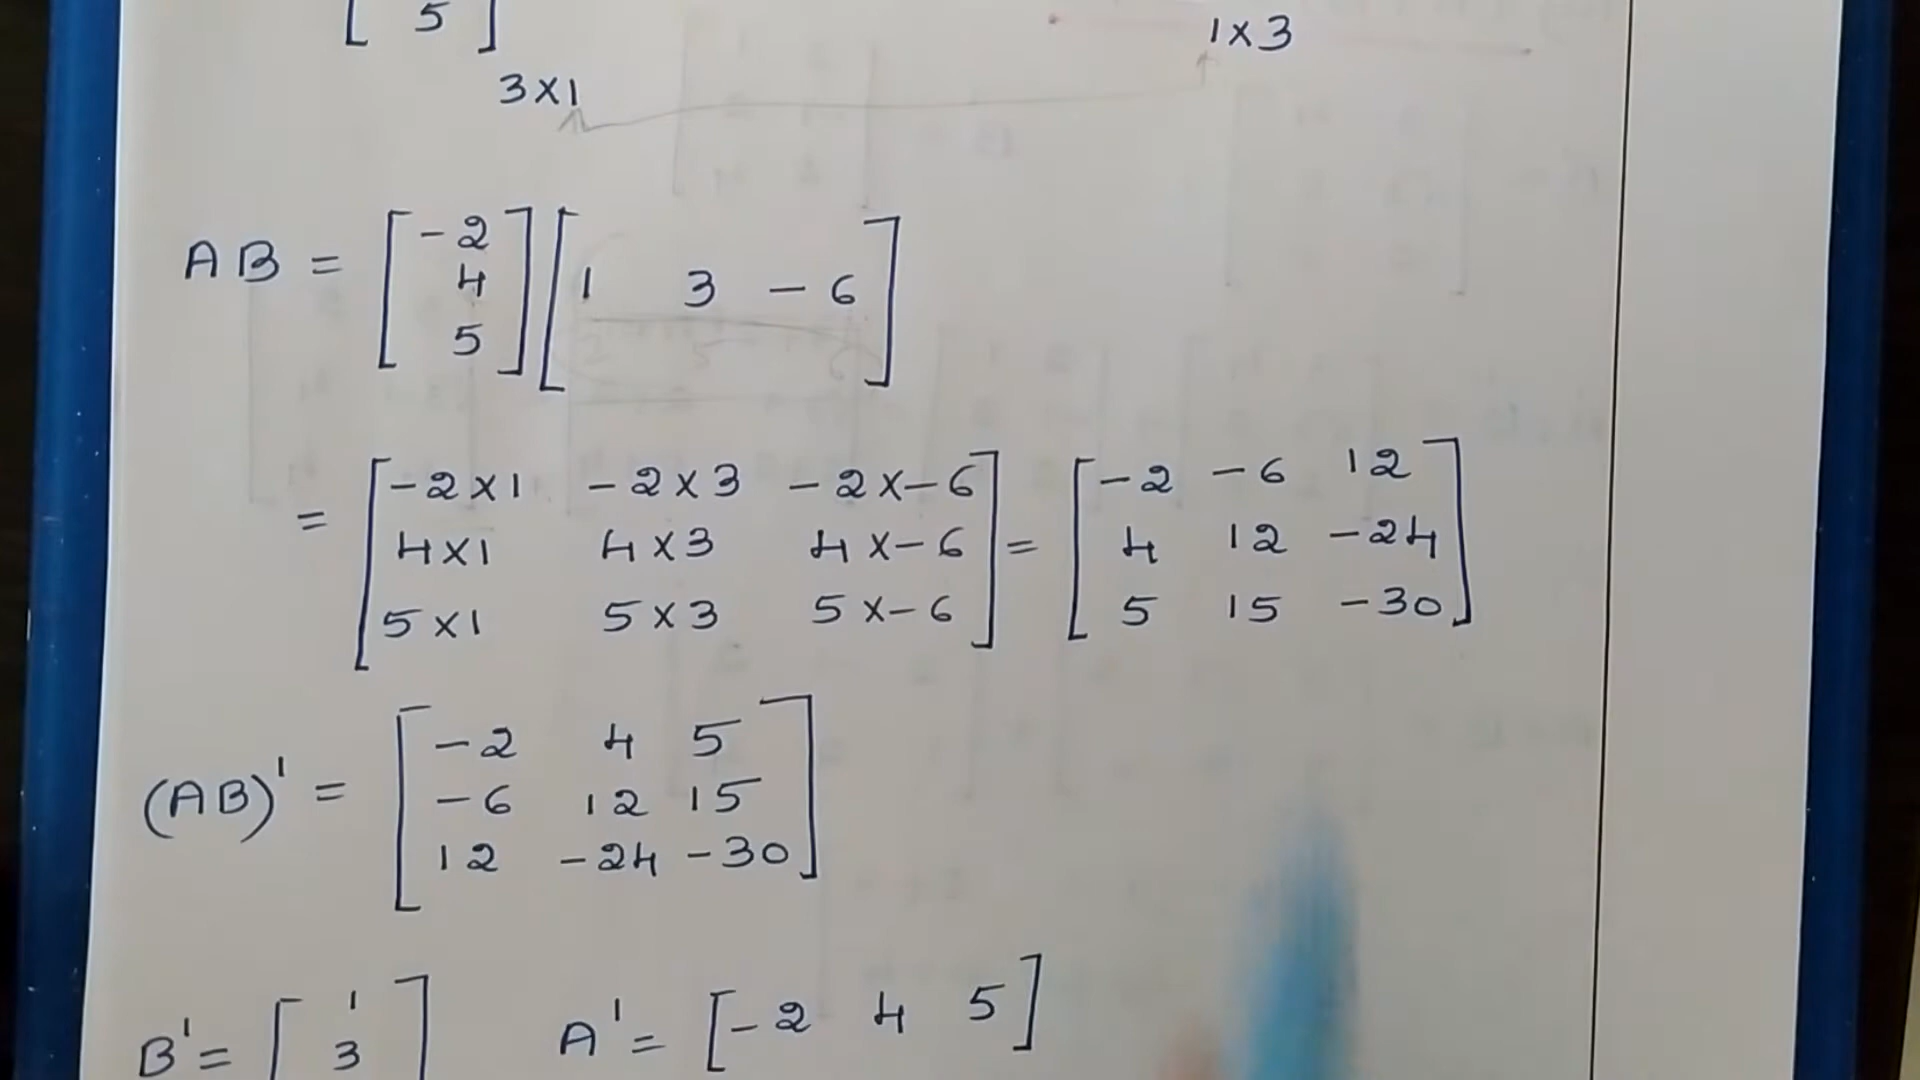 [ 5 ]
3×1
1×3
AB = [ -2
4
5 ] [ 1 3 -6 ]
= [ -2×1 -2×3 -2×-6
4×1 4×3 4×-6
5×1 5×3 5×-6 ] = [ -2 -6 12
4 12 -24
5 15 -30 ]
(AB)' = [ -2 4 5
-6 12 15
12 -24 -30 ]
B' = [ 1
3 ]
A' = [ -2 4 5 ]